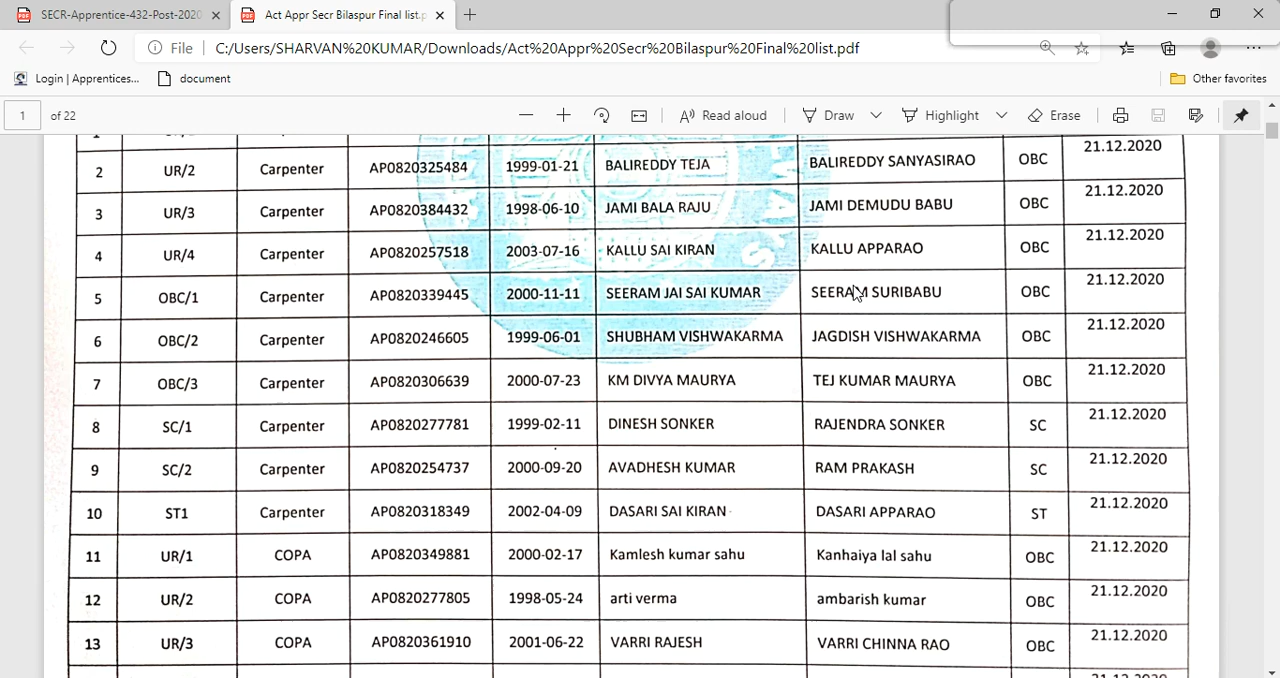 SECR-Apprentice-432-Post-2020
Act Appr Secr Bilaspur Final list.p
File C:/Users/SHARVAN%20KUMAR/Downloads/Act%20Appr%20Secr%20Bilaspur%20Final%20list.pdf
Login | Apprentices... document Other favorites
1 of 22 Read aloud Draw Highlight Erase
2 UR/2 Carpenter AP0820325484 1999-01-21 BALIREDDY TEJA BALIREDDY SANYASIRAO OBC 21.12.2020
3 UR/3 Carpenter AP0820384432 1998-06-10 JAMI BALA RAJU JAMI DEMUDU BABU OBC 21.12.2020
4 UR/4 Carpenter AP0820257518 2003-07-16 KALLU SAI KIRAN KALLU APPARAO OBC 21.12.2020
5 OBC/1 Carpenter AP0820339445 2000-11-11 SEERAM JAI SAI KUMAR SEERAM SURIBABU OBC 21.12.2020
6 OBC/2 Carpenter AP0820246605 1999-06-01 SHUBHAM VISHWAKARMA JAGDISH VISHWAKARMA OBC 21.12.2020
7 OBC/3 Carpenter AP0820306639 2000-07-23 KM DIVYA MAURYA TEJ KUMAR MAURYA OBC 21.12.2020
8 SC/1 Carpenter AP0820277781 1999-02-11 DINESH SONKER RAJENDRA SONKER SC 21.12.2020
9 SC/2 Carpenter AP0820254737 2000-09-20 AVADHESH KUMAR RAM PRAKASH SC 21.12.2020
10 ST1 Carpenter AP0820318349 2002-04-09 DASARI SAI KIRAN DASARI APPARAO ST 21.12.2020
11 UR/1 COPA AP0820349881 2000-02-17 Kamlesh kumar sahu Kanhaiya lal sahu OBC 21.12.2020
12 UR/2 COPA AP0820277805 1998-05-24 arti verma ambarish kumar OBC 21.12.2020
13 UR/3 COPA AP0820361910 2001-06-22 VARRI RAJESH VARRI CHINNA RAO OBC 21.12.2020